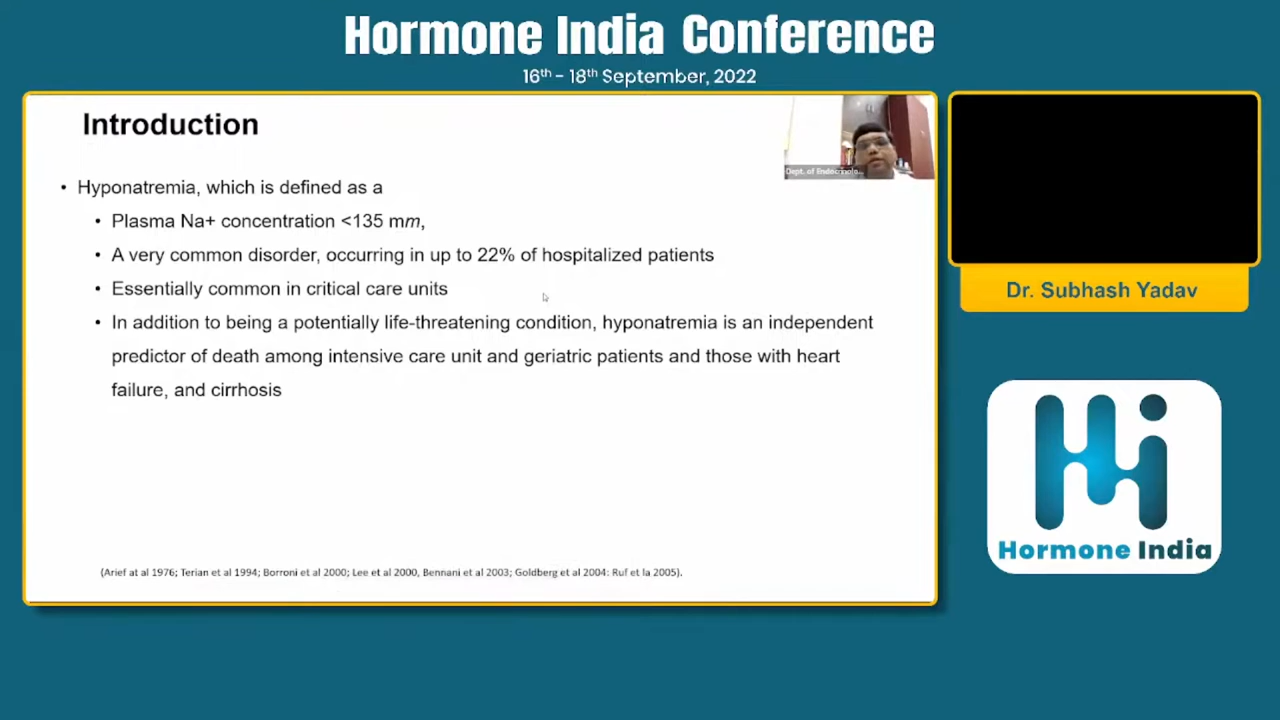 Hormone India Conference
16th - 18th September, 2022
Introduction
Dept. of Endocrinolo...
• Hyponatremia, which is defined as a
• Plasma Na+ concentration <135 mm,
• A very common disorder, occurring in up to 22% of hospitalized patients
• Essentially common in critical care units
• In addition to being a potentially life-threatening condition, hyponatremia is an independent
predictor of death among intensive care unit and geriatric patients and those with heart
failure, and cirrhosis
(Arief at al 1976; Terian et al 1994; Borroni et al 2000; Lee et al 2000, Bennani et al 2003; Goldberg et al 2004: Ruf et la 2005).
Dr. Subhash Yadav
Hi
Hormone India